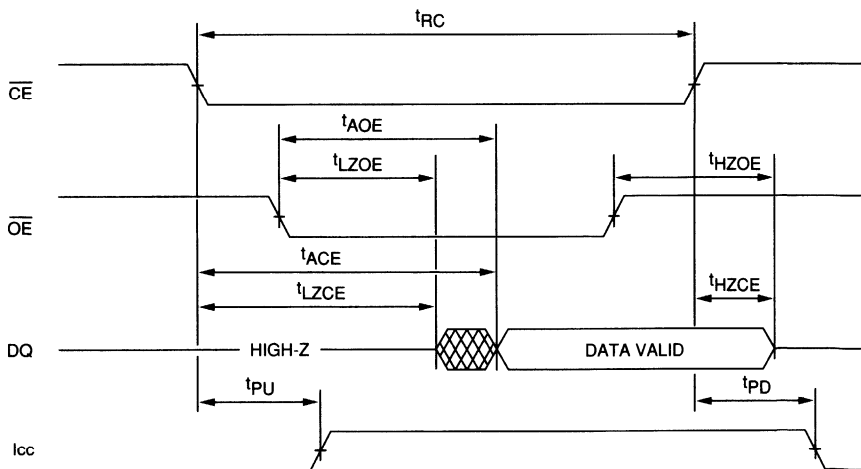 tRC
CE
tAOE
tLZOE
tHZOE
OE
tACE
tLZCE
tHZCE
DQ
HIGH-Z
DATA VALID
tPU
tPD
Icc